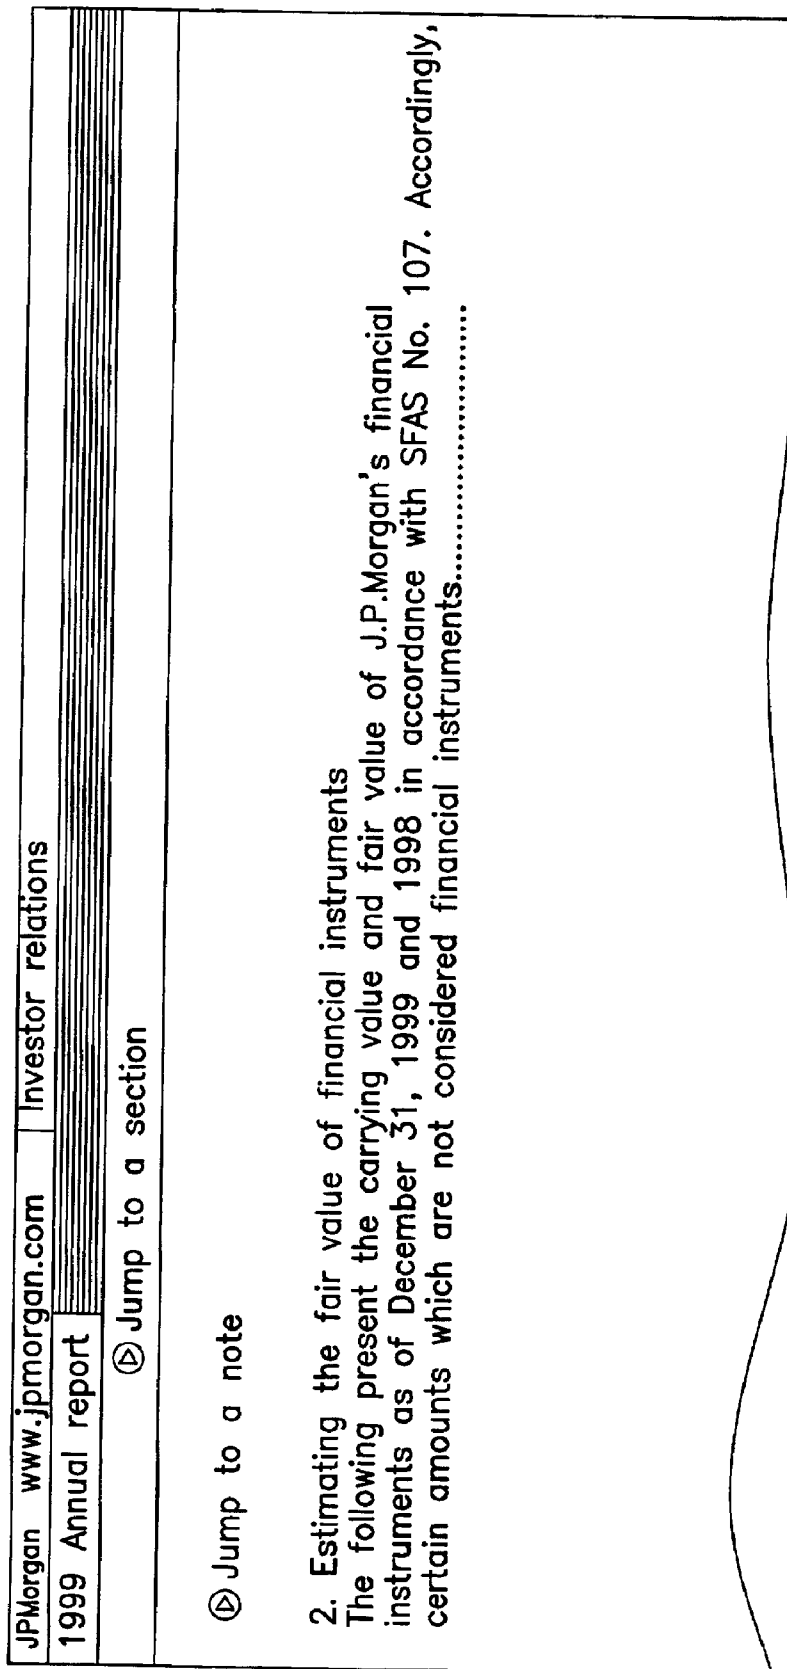 JPMorgan www.jpmorgan.com Investor relations
1999 Annual report
Jump to a section
Jump to a note
2. Estimating the fair value of financial instruments
The following present the carrying value and fair value of J.P.Morgan's financial
instruments as of December 31, 1999 and 1998 in accordance with SFAS No. 107. Accordingly,
certain amounts which are not considered financial instruments..............................